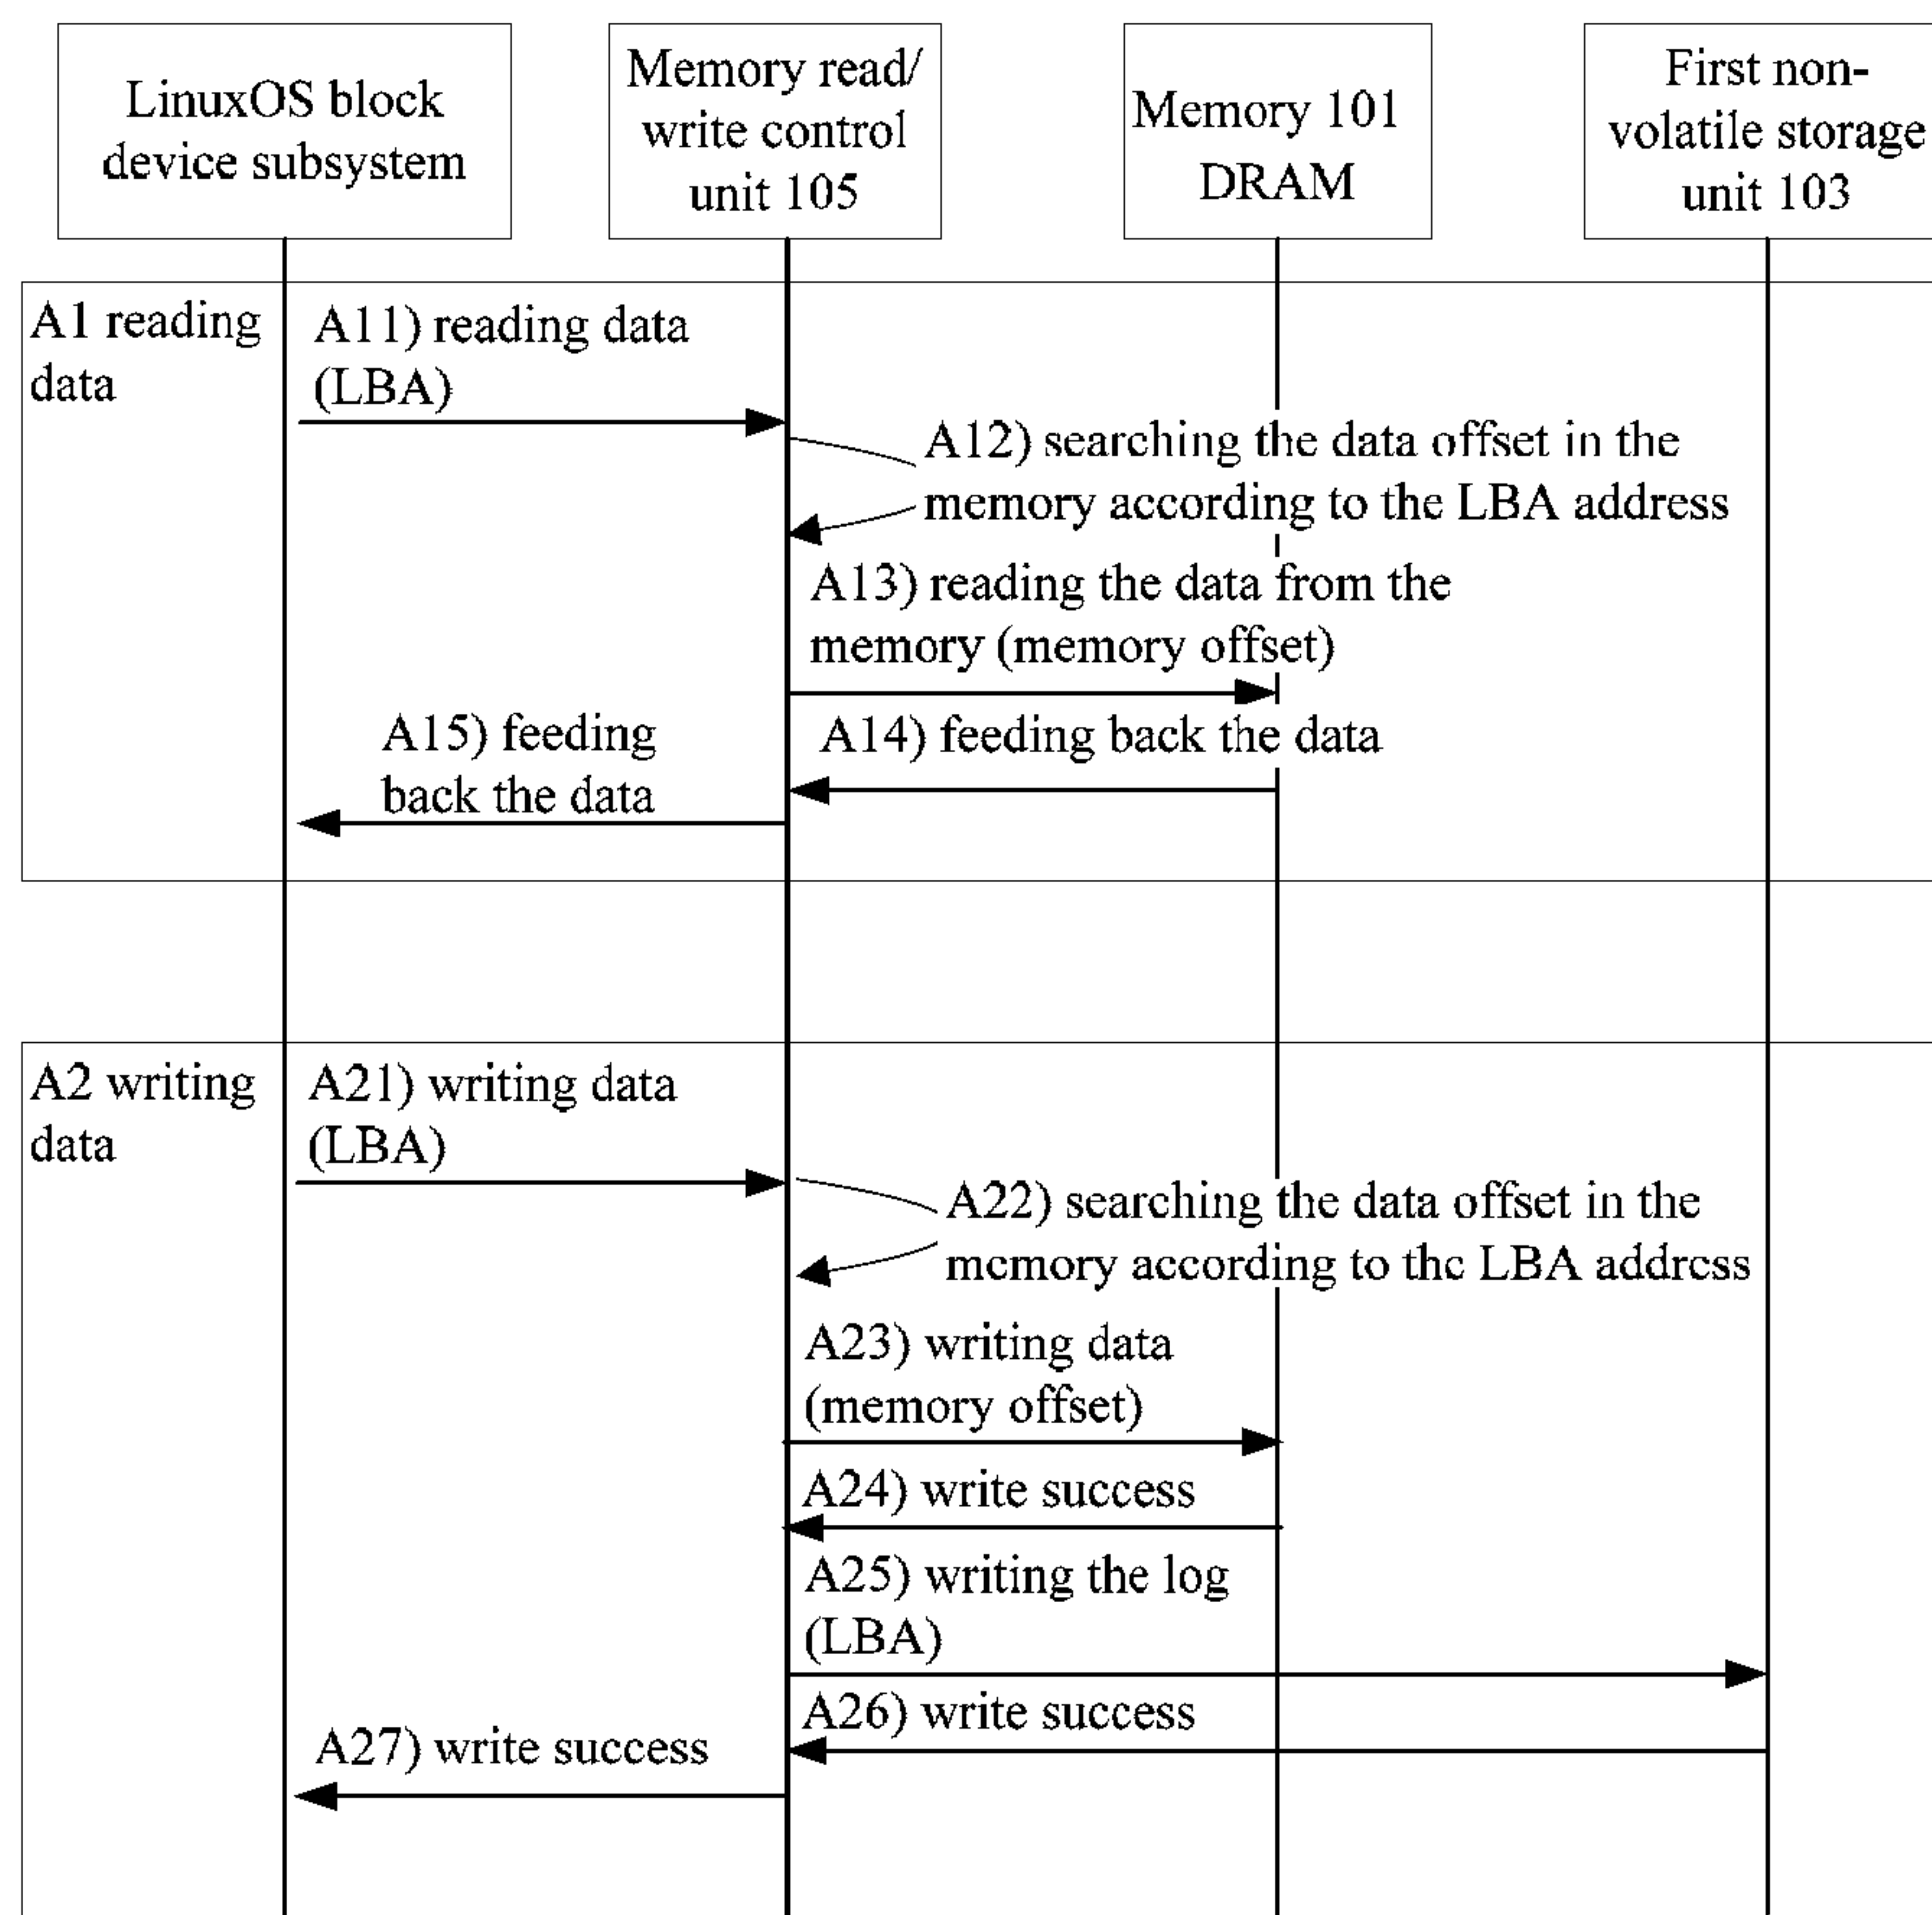 LinuxOS block
device subsystem
Memory read/
write control
unit 105
Memory 101
DRAM
First non-
volatile storage
unit 103
A1 reading
data
A11) reading data
(LBA)
A12) searching the data offset in the
memory according to the LBA address
A13) reading the data from the
memory (memory offset)
A14) feeding back the data
A15) feeding
back the data
A2 writing
data
A21) writing data
(LBA)
A22) searching the data offset in the
memory according to the LBA address
A23) writing data
(memory offset)
A24) write success
A25) writing the log
(LBA)
A26) write success
A27) write success